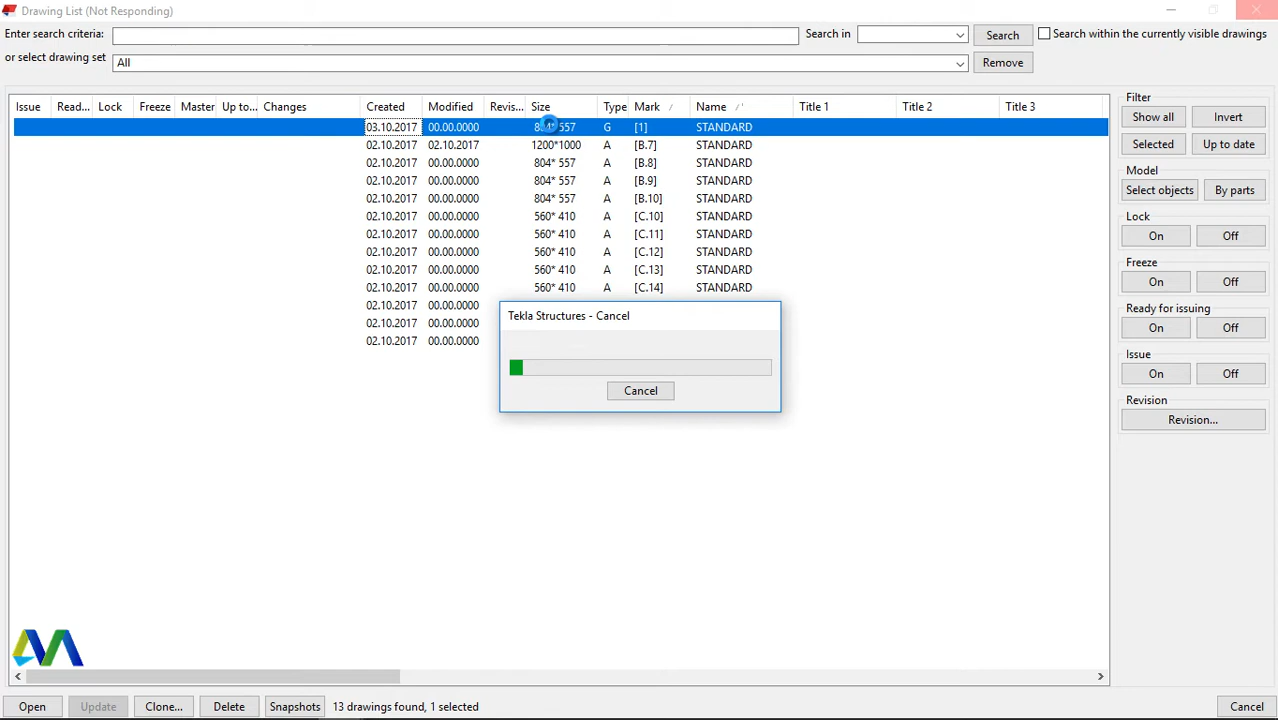 Drawing List (Not Responding)
Enter search criteria: Search in Search Search within the currently visible drawings
or select drawing set All Remove
Issue Read... Lock Freeze Master Up to... Changes Created Modified Revis... Size Type Mark / Name / ' Title 1 Title 2 Title 3
03.10.2017 00.00.0000 804* 557 G [1] STANDARD
02.10.2017 02.10.2017 1200*1000 A [B.7] STANDARD
02.10.2017 00.00.0000 804* 557 A [B.8] STANDARD
02.10.2017 00.00.0000 804* 557 A [B.9] STANDARD
02.10.2017 00.00.0000 804* 557 A [B.10] STANDARD
02.10.2017 00.00.0000 560* 410 A [C.10] STANDARD
02.10.2017 00.00.0000 560* 410 A [C.11] STANDARD
02.10.2017 00.00.0000 560* 410 A [C.12] STANDARD
02.10.2017 00.00.0000 560* 410 A [C.13] STANDARD
02.10.2017 00.00.0000 560* 410 A [C.14] STANDARD
02.10.2017 00.00.0000
02.10.2017 00.00.0000
02.10.2017 00.00.0000
Tekla Structures - Cancel
Cancel
Filter
Show all Invert
Selected Up to date
Model
Select objects By parts
Lock
On Off
Freeze
On Off
Ready for issuing
On Off
Issue
On Off
Revision
Revision...
Open Update Clone... Delete Snapshots 13 drawings found, 1 selected Cancel